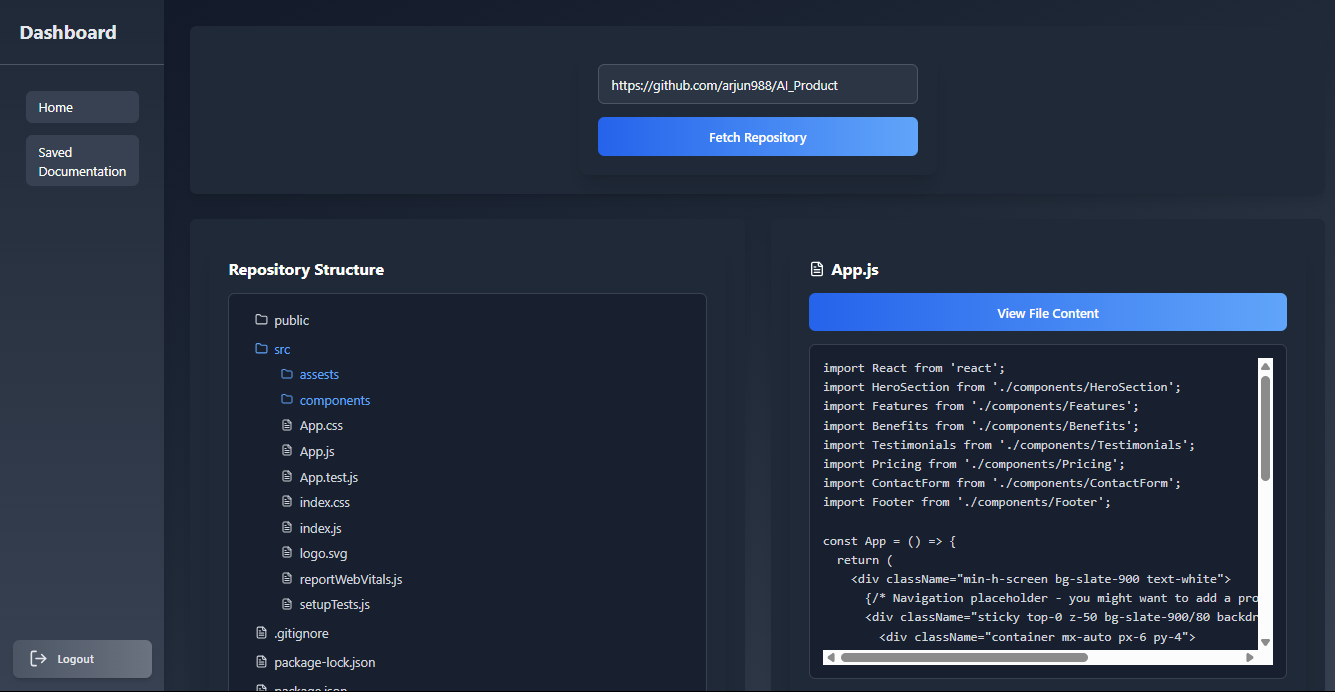 Dashboard
Home
Saved
Documentation
Logout
https://github.com/arjun988/AI_Product
Fetch Repository
Repository Structure
public
src
assests
components
App.css
App.js
App.test.js
index.css
index.js
logo.svg
reportWebVitals.js
setupTests.js
.gitignore
package-lock.json
package.json
App.js
View File Content
import React from 'react';
import HeroSection from './components/HeroSection';
import Features from './components/Features';
import Benefits from './components/Benefits';
import Testimonials from './components/Testimonials';
import Pricing from './components/Pricing';
import ContactForm from './components/ContactForm';
import Footer from './components/Footer';
const App = () => {
return (
<div className="min-h-screen bg-slate-900 text-white">
{/* Navigation placeholder - you might want to add a pro
<div className="sticky top-0 z-50 bg-slate-900/80 backdr
<div className="container mx-auto px-6 py-4">